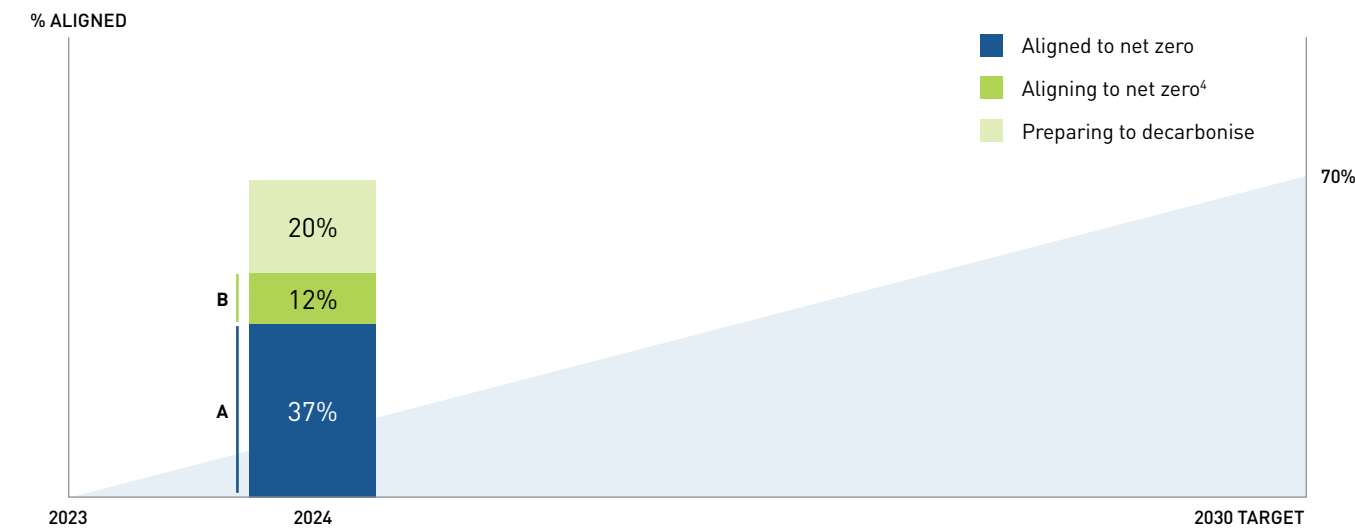 % ALIGNED
Aligned to net zero
Aligning to net zero⁴
Preparing to decarbonise
70%
20%
B
12%
A
37%
2023
2024
2030 TARGET